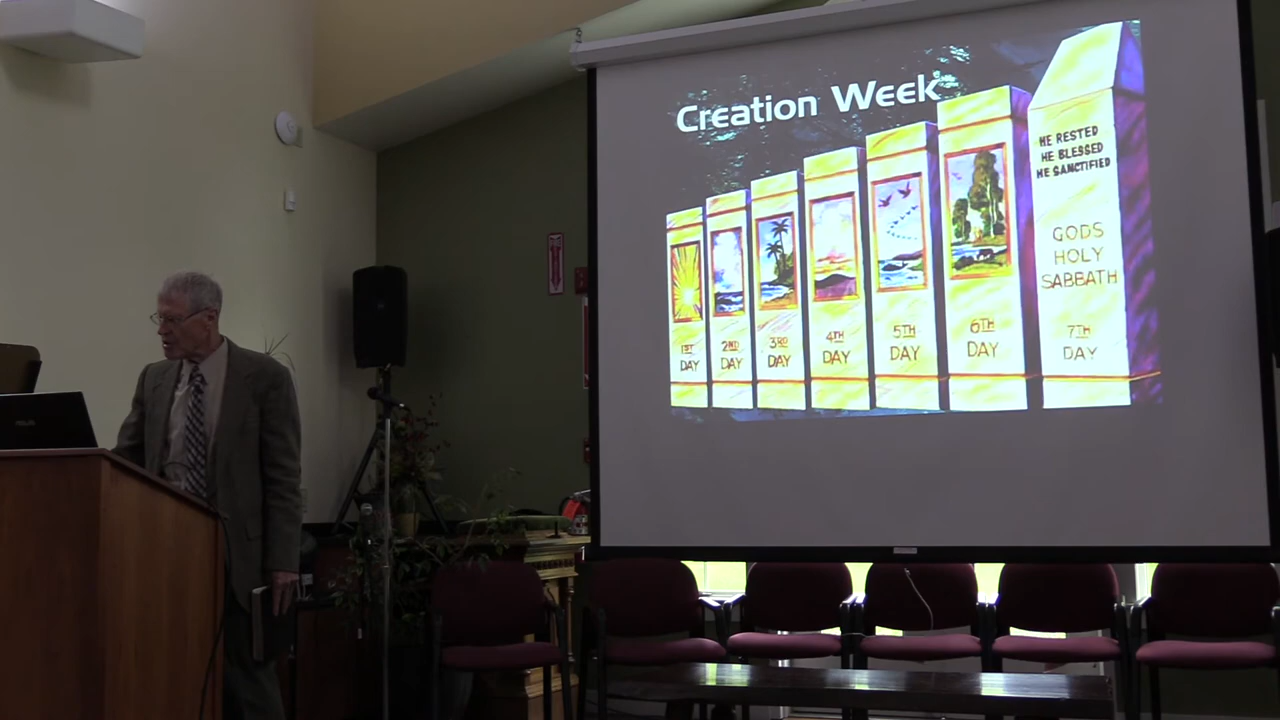 Creation Week
HE RESTED
HE BLESSED
HE SANCTIFIED
GODS
HOLY
SABBATH
1ST
DAY
2ND
DAY
3RD
DAY
4TH
DAY
5TH
DAY
6TH
DAY
7TH
DAY
ASUS